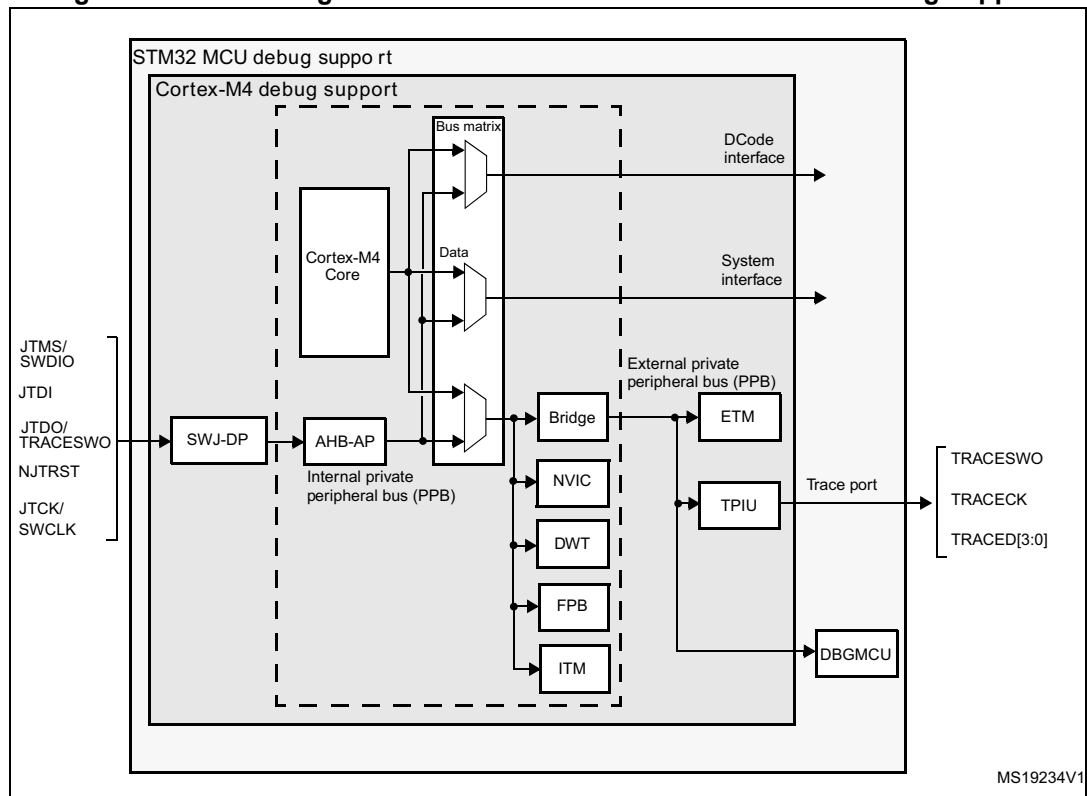 STM32 MCU debug suppo rt
Cortex-M4 debug support
Bus matrix
DCode
interface
Cortex-M4
Core
Data
System
interface
JTMS/
SWDIO
JTDI
JTDO/
TRACESWO
NJTRST
JTCK/
SWCLK
SWJ-DP
AHB-AP
Internal private
peripheral bus (PPB)
External private
peripheral bus (PPB)
Bridge
ETM
NVIC
TPIU
Trace port
TRACESWO
TRACECK
TRACED[3:0]
DWT
FPB
ITM
DBGMCU
MS19234V1